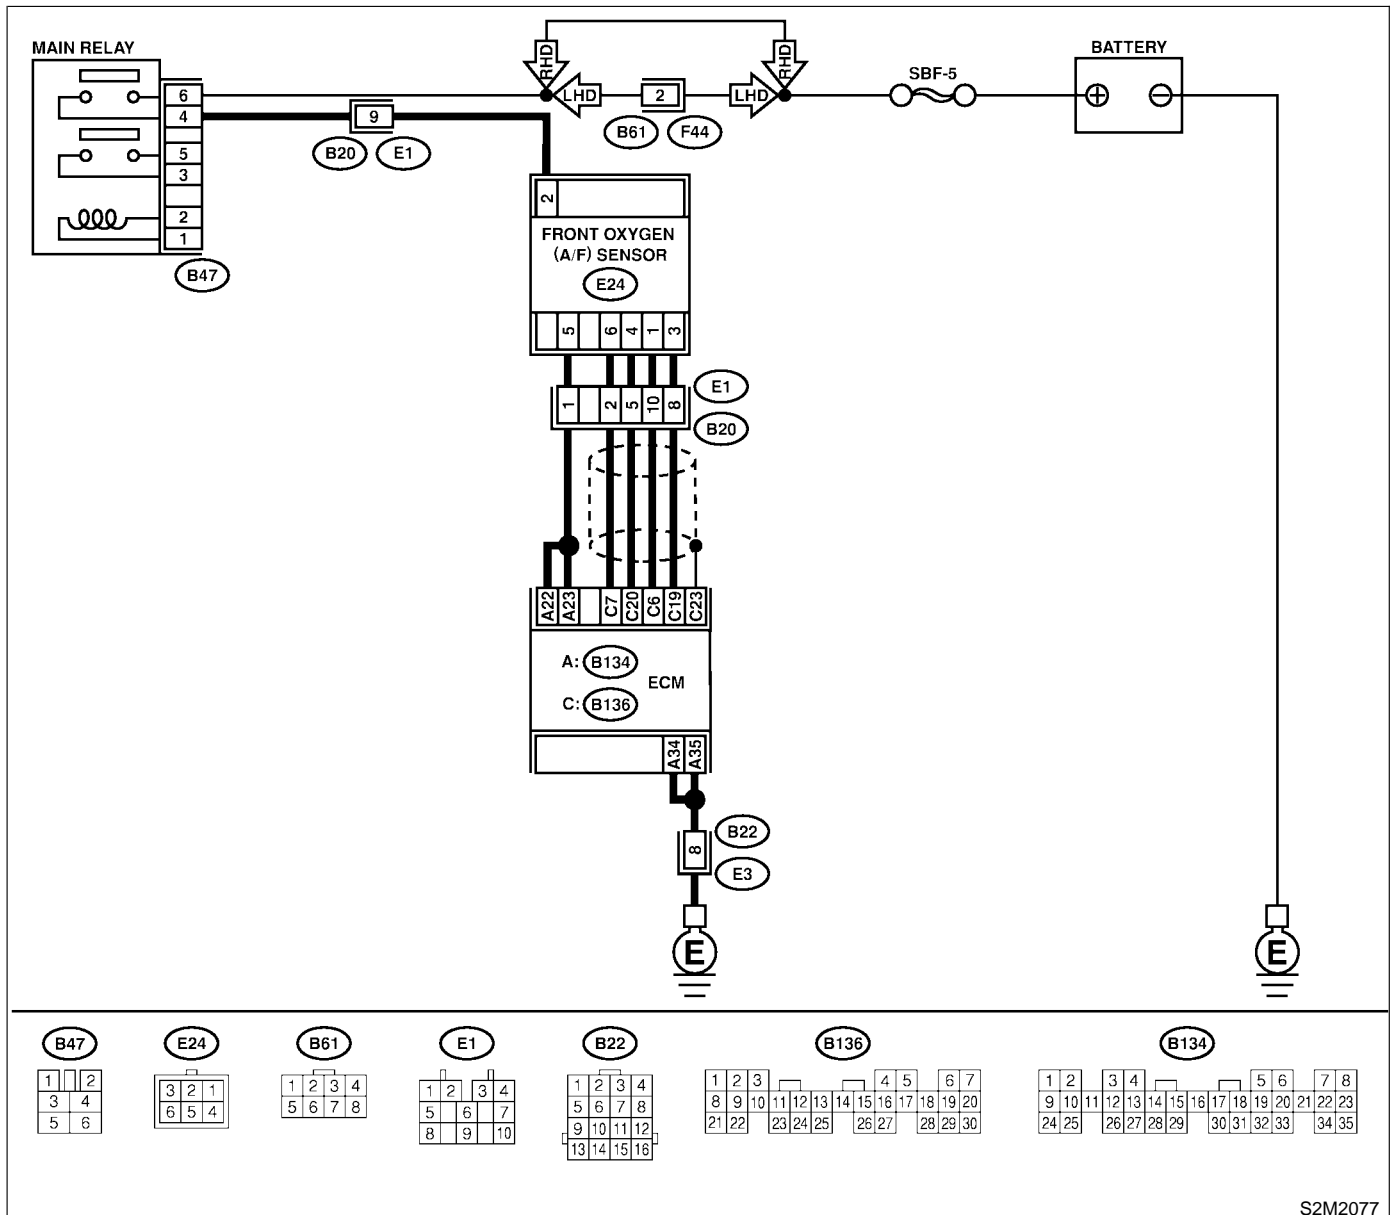 MAIN RELAY
6
4
5
3
2
1
B47
9
B20 E1
RHD
LHD
2
LHD
RHD
B61 F44
SBF-5
BATTERY
+ −
2
FRONT OXYGEN
(A/F) SENSOR
E24
5 6 4 1 3
E1
1 2 5 10 8
B20
A22 A23 C7 C20 C6 C19 C23
A: B134
ECM
C: B136
A34 A35
B22
8
E3
E
E
B47
1 2
3 4
5 6
E24
3 2 1
6 5 4
B61
1 2 3 4
5 6 7 8
E1
1 2 3 4
5 6 7
8 9 10
B22
1 2 3 4
5 6 7 8
9 10 11 12
13 14 15 16
B136
1 2 3 4 5 6 7
8 9 10 11 12 13 14 15 16 17 18 19 20
21 22 23 24 25 26 27 28 29 30
B134
1 2 3 4 5 6 7 8
9 10 11 12 13 14 15 16 17 18 19 20 21 22 23
24 25 26 27 28 29 30 31 32 33 34 35
S2M2077